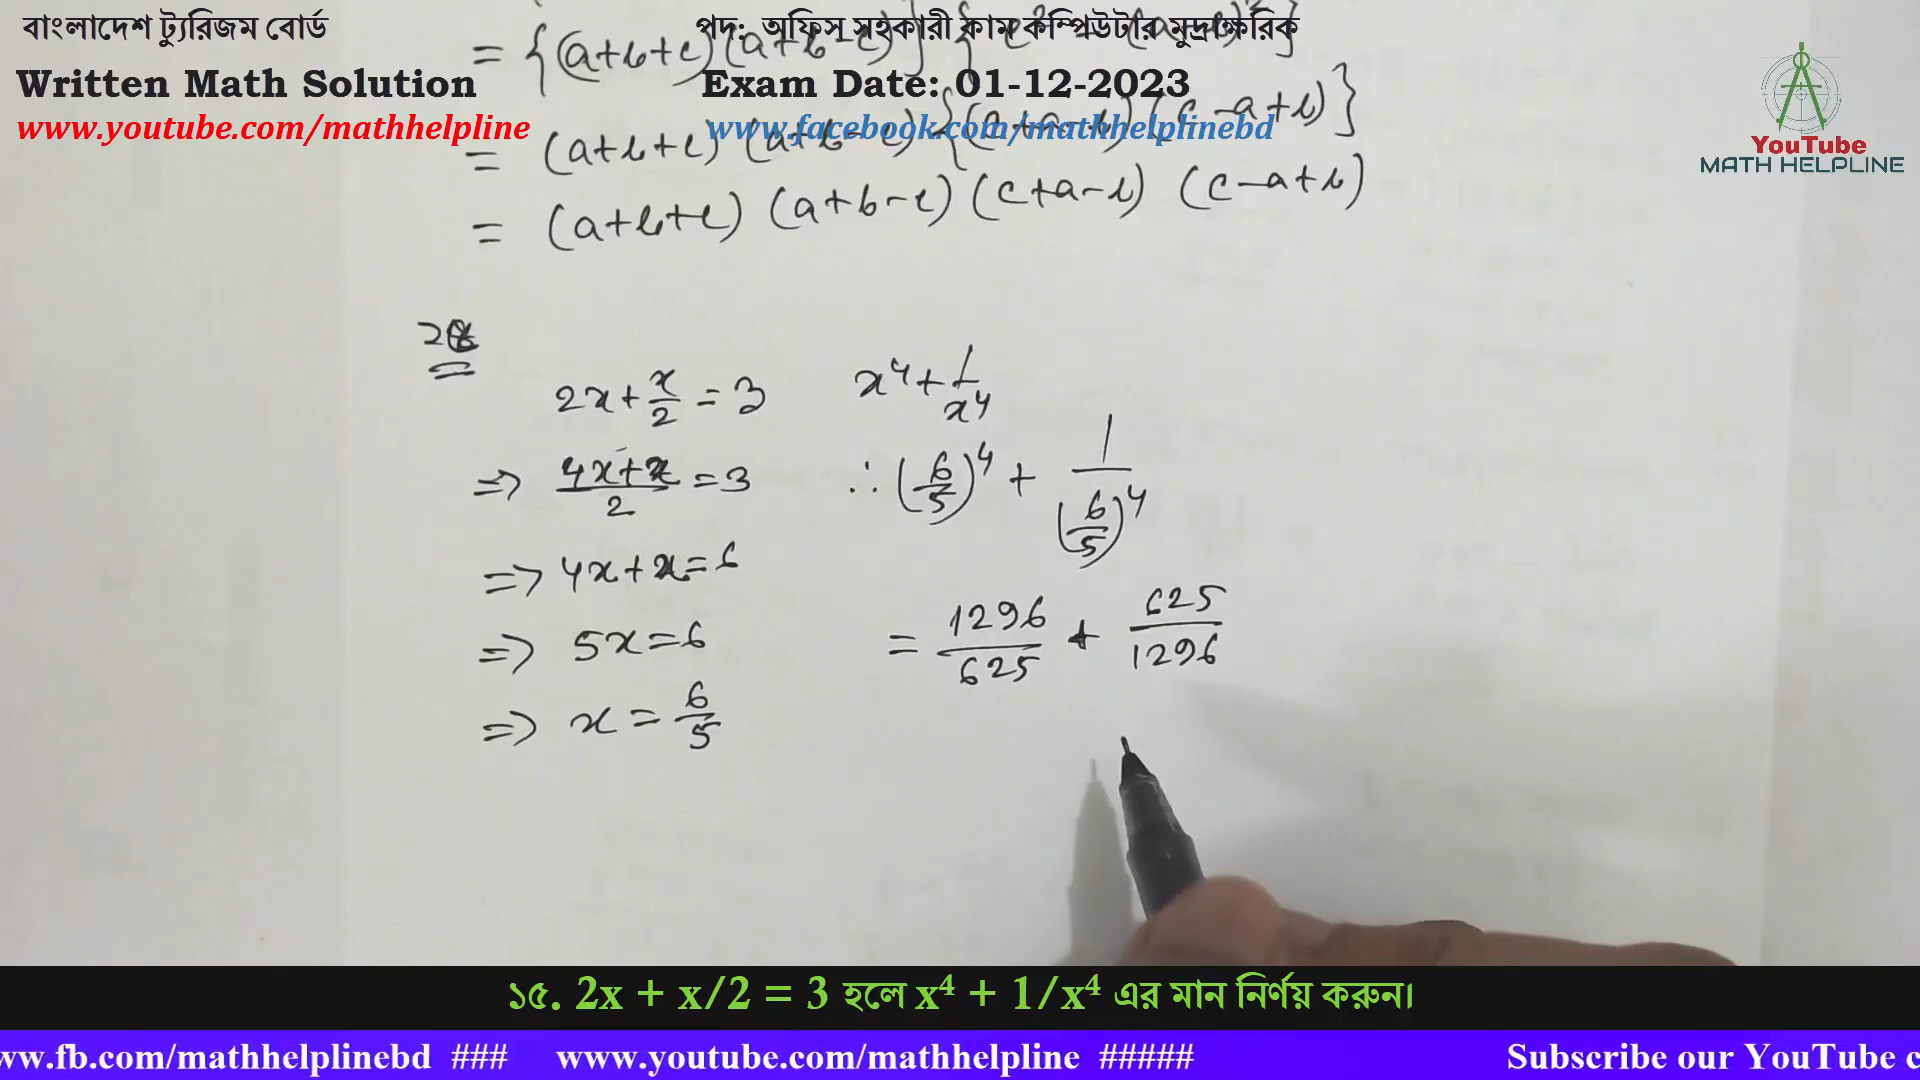 বাংলাদেশ ট্যুরিজম বোর্ড
পদ: অফিস সহকারী কাম কম্পিউটার মুদ্রাক্ষরিক
Written Math Solution
Exam Date: 01-12-2023
www.youtube.com/mathhelpline
www.facebook.com/mathhelplinebd
YouTube
MATH HELPLINE
= {(a+b+c)(a+b-c)}
= (a+b+c) (a+b-c) {(c+a-b) (c-a+b)}
= (a+b+c) (a+b-c) (c+a-b) (c-a+b)
2x + x/2 = 3
=> (4x+x)/2 = 3
=> 4x+x=6
=> 5x=6
=> x = 6/5
x⁴ + 1/x⁴
∴ (6/5)⁴ + 1/(6/5)⁴
= 1296/625 + 625/1296
১৫. 2x + x/2 = 3 হলে x⁴ + 1/x⁴ এর মান নির্ণয় করুন।
ww.fb.com/mathhelplinebd ### www.youtube.com/mathhelpline ##### Subscribe our YouTube c